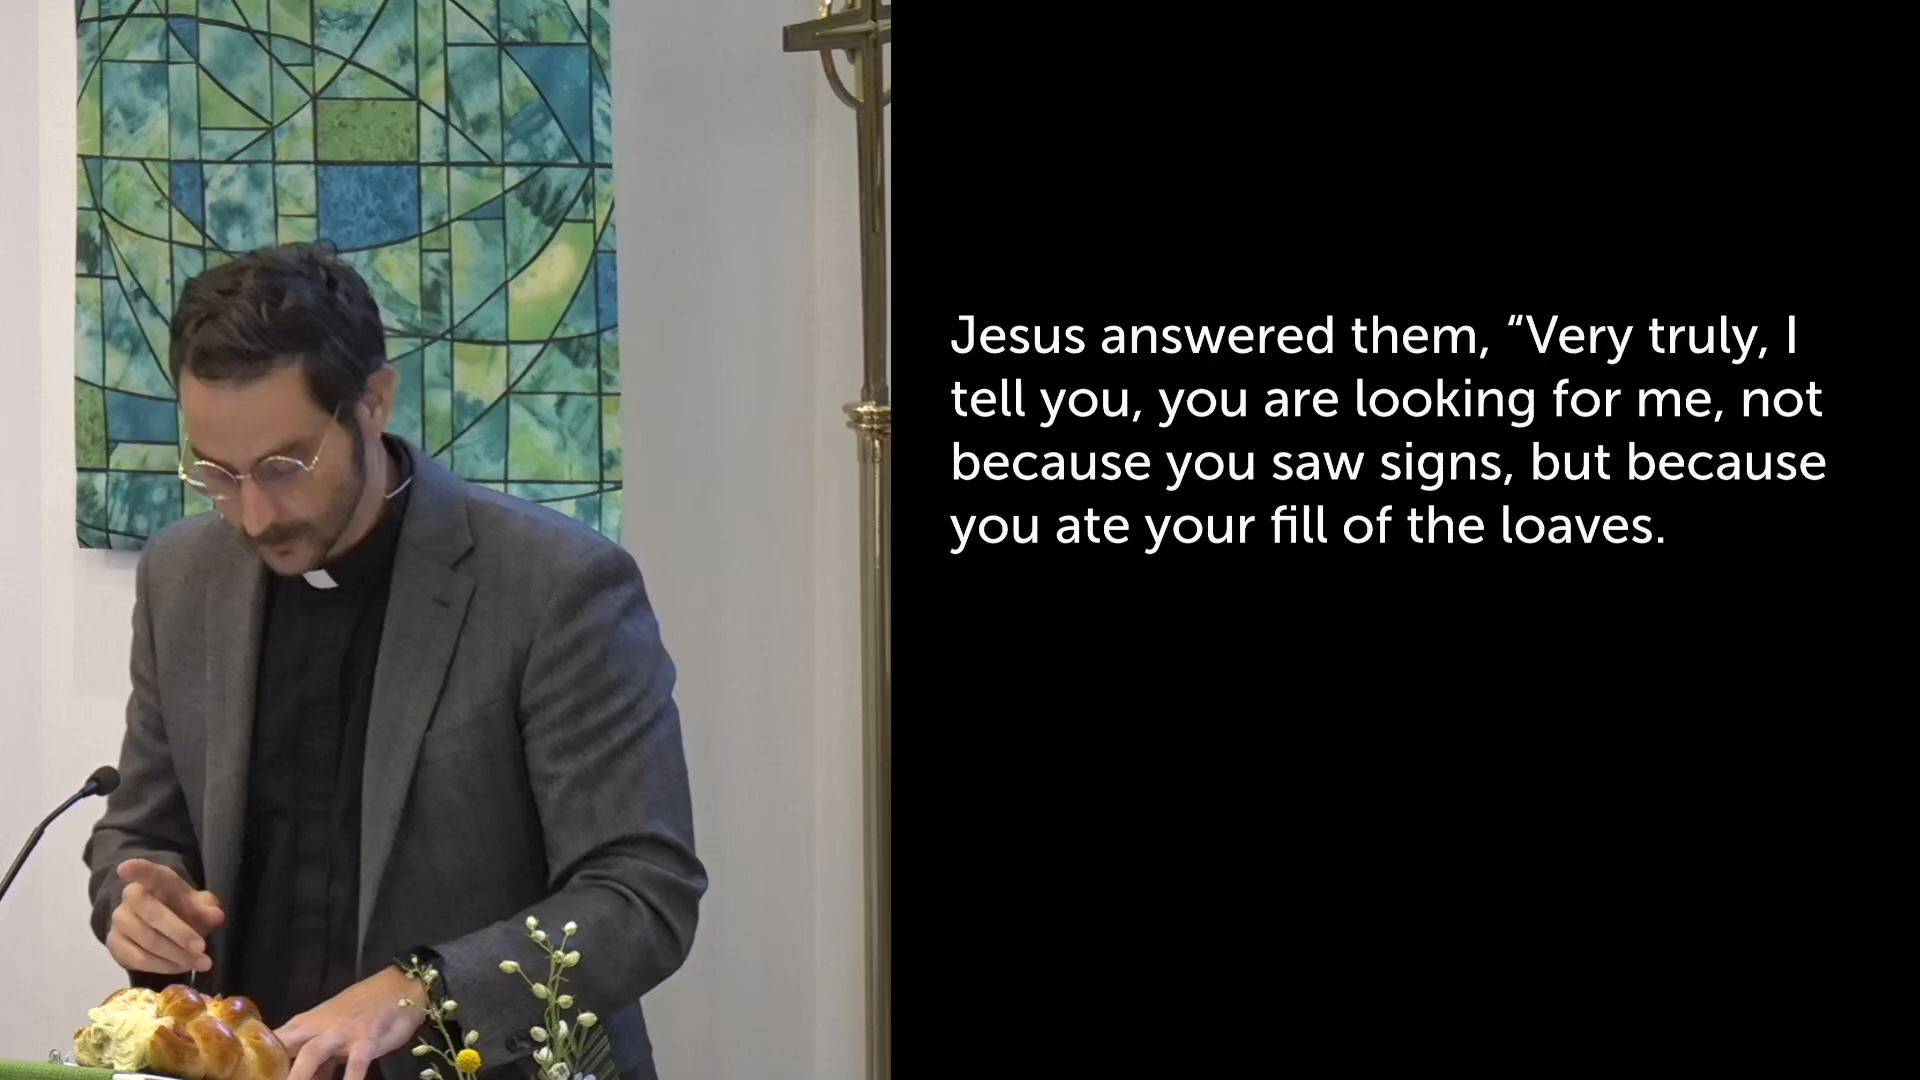 Jesus answered them, “Very truly, I
tell you, you are looking for me, not
because you saw signs, but because
you ate your fill of the loaves.